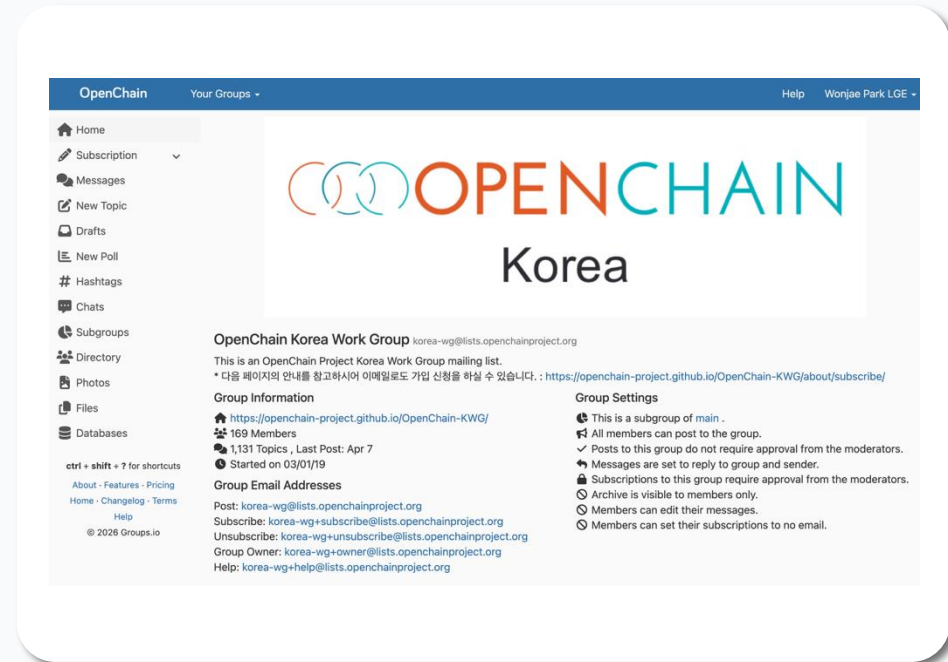 OpenChain Your Groups Help Wonjae Park LGE
Home
Subscription
Messages
New Topic
Drafts
New Poll
Hashtags
Chats
Subgroups
Directory
Photos
Files
Databases
ctrl + shift + ? for shortcuts
About · Features · Pricing
Home · Changelog · Terms
Help
© 2026 Groups.io
OPENCHAIN
Korea
OpenChain Korea Work Group korea-wg@lists.openchainproject.org
This is an OpenChain Project Korea Work Group mailing list.
* 다음 페이지의 안내를 참고하시어 이메일로도 가입 신청을 하실 수 있습니다. : https://openchain-project.github.io/OpenChain-KWG/about/subscribe/
Group Information
https://openchain-project.github.io/OpenChain-KWG/
169 Members
1,131 Topics , Last Post: Apr 7
Started on 03/01/19
Group Email Addresses
Post: korea-wg@lists.openchainproject.org
Subscribe: korea-wg+subscribe@lists.openchainproject.org
Unsubscribe: korea-wg+unsubscribe@lists.openchainproject.org
Group Owner: korea-wg+owner@lists.openchainproject.org
Help: korea-wg+help@lists.openchainproject.org
Group Settings
This is a subgroup of main .
All members can post to the group.
Posts to this group do not require approval from the moderators.
Messages are set to reply to group and sender.
Subscriptions to this group require approval from the moderators.
Archive is visible to members only.
Members can edit their messages.
Members can set their subscriptions to no email.